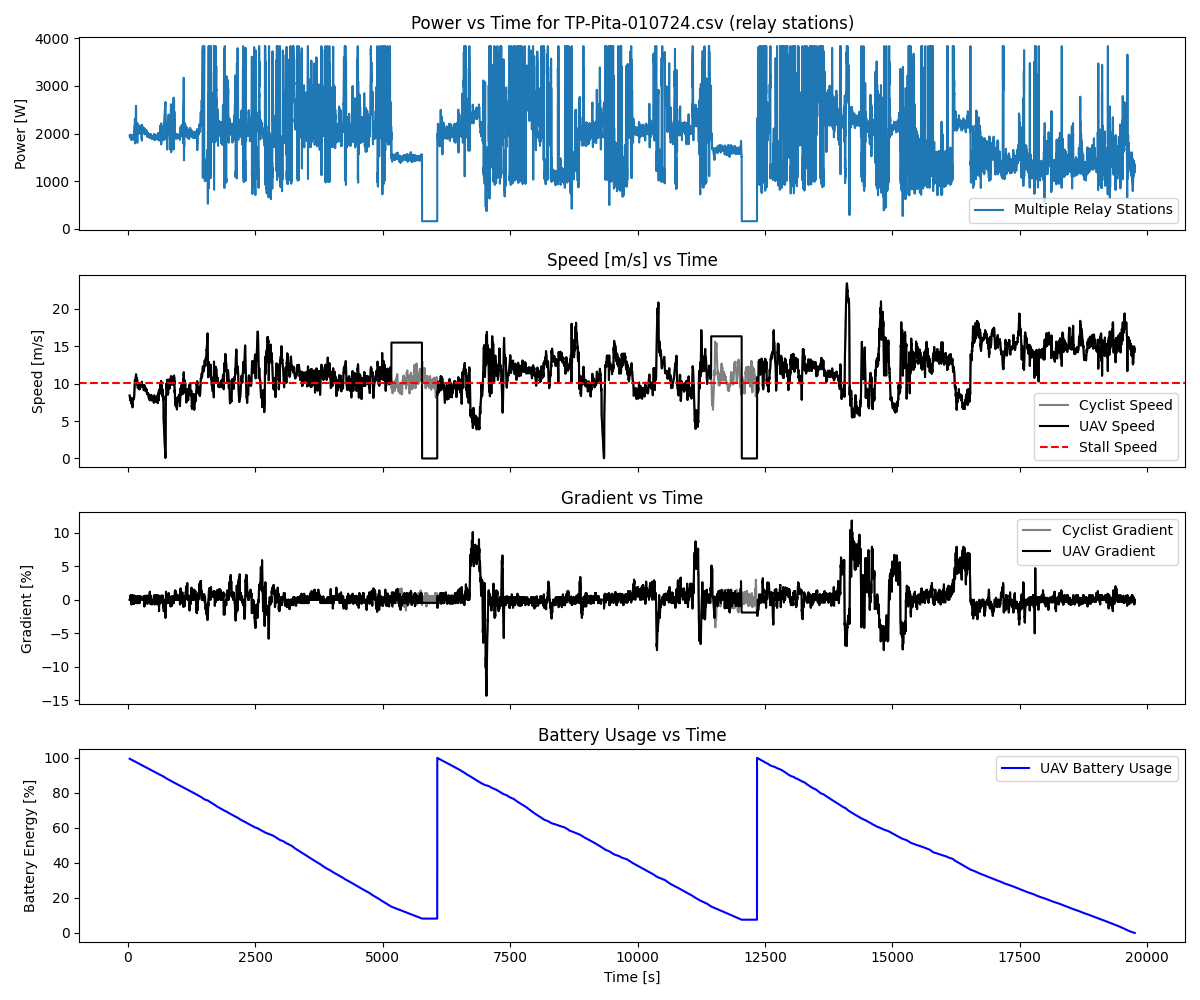 Power vs Time for TP-Pita-010724.csv (relay stations)
4000
3000
2000
1000
0
Power [W]
Multiple Relay Stations
Speed [m/s] vs Time
20
15
10
5
0
Speed [m/s]
Cyclist Speed
UAV Speed
Stall Speed
Gradient vs Time
10
5
0
−5
−10
−15
Gradient [%]
Cyclist Gradient
UAV Gradient
Battery Usage vs Time
100
80
60
40
20
0
Battery Energy [%]
UAV Battery Usage
0 2500 5000 7500 10000 12500 15000 17500 20000
Time [s]